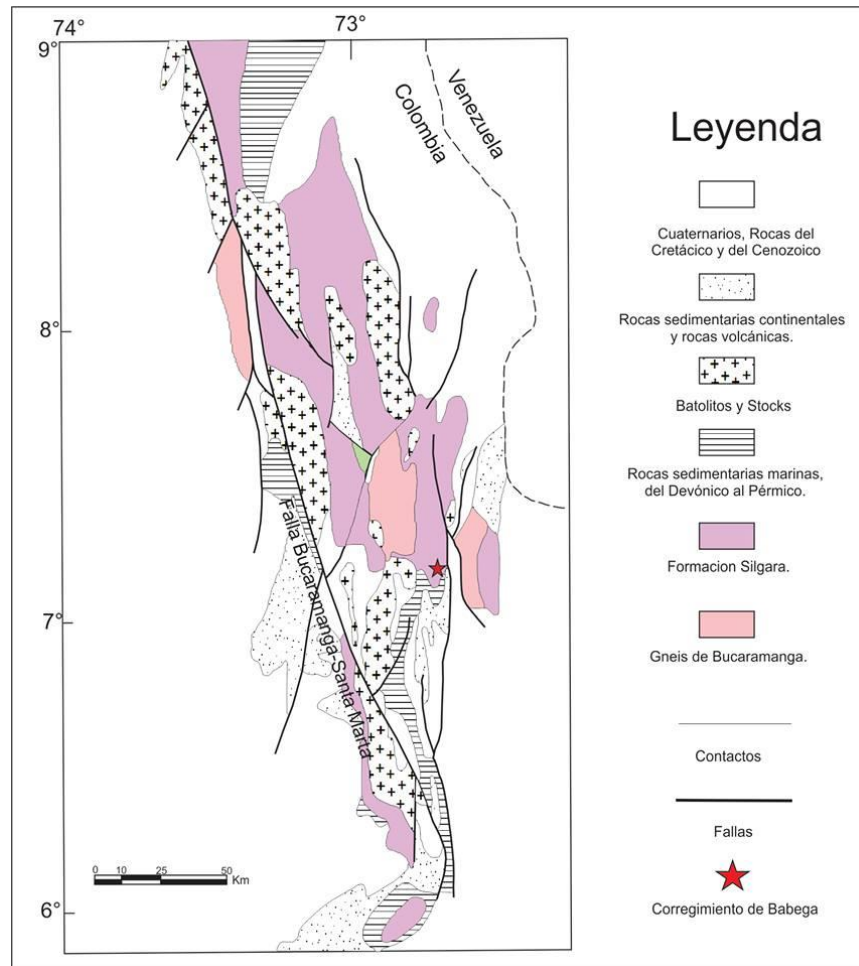 74°
73°
9°
8°
7°
6°
Venezuela
Colombia
Falla Bucaramanga-Santa Marta
0 10 25 50
Km
Leyenda
Cuaternarios, Rocas del
Cretácico y del Cenozoico
Rocas sedimentarias continentales
y rocas volcánicas.
Batolitos y Stocks
Rocas sedimentarias marinas,
del Devónico al Pérmico.
Formacion Silgara.
Gneis de Bucaramanga.
Contactos
Fallas
Corregimiento de Babega